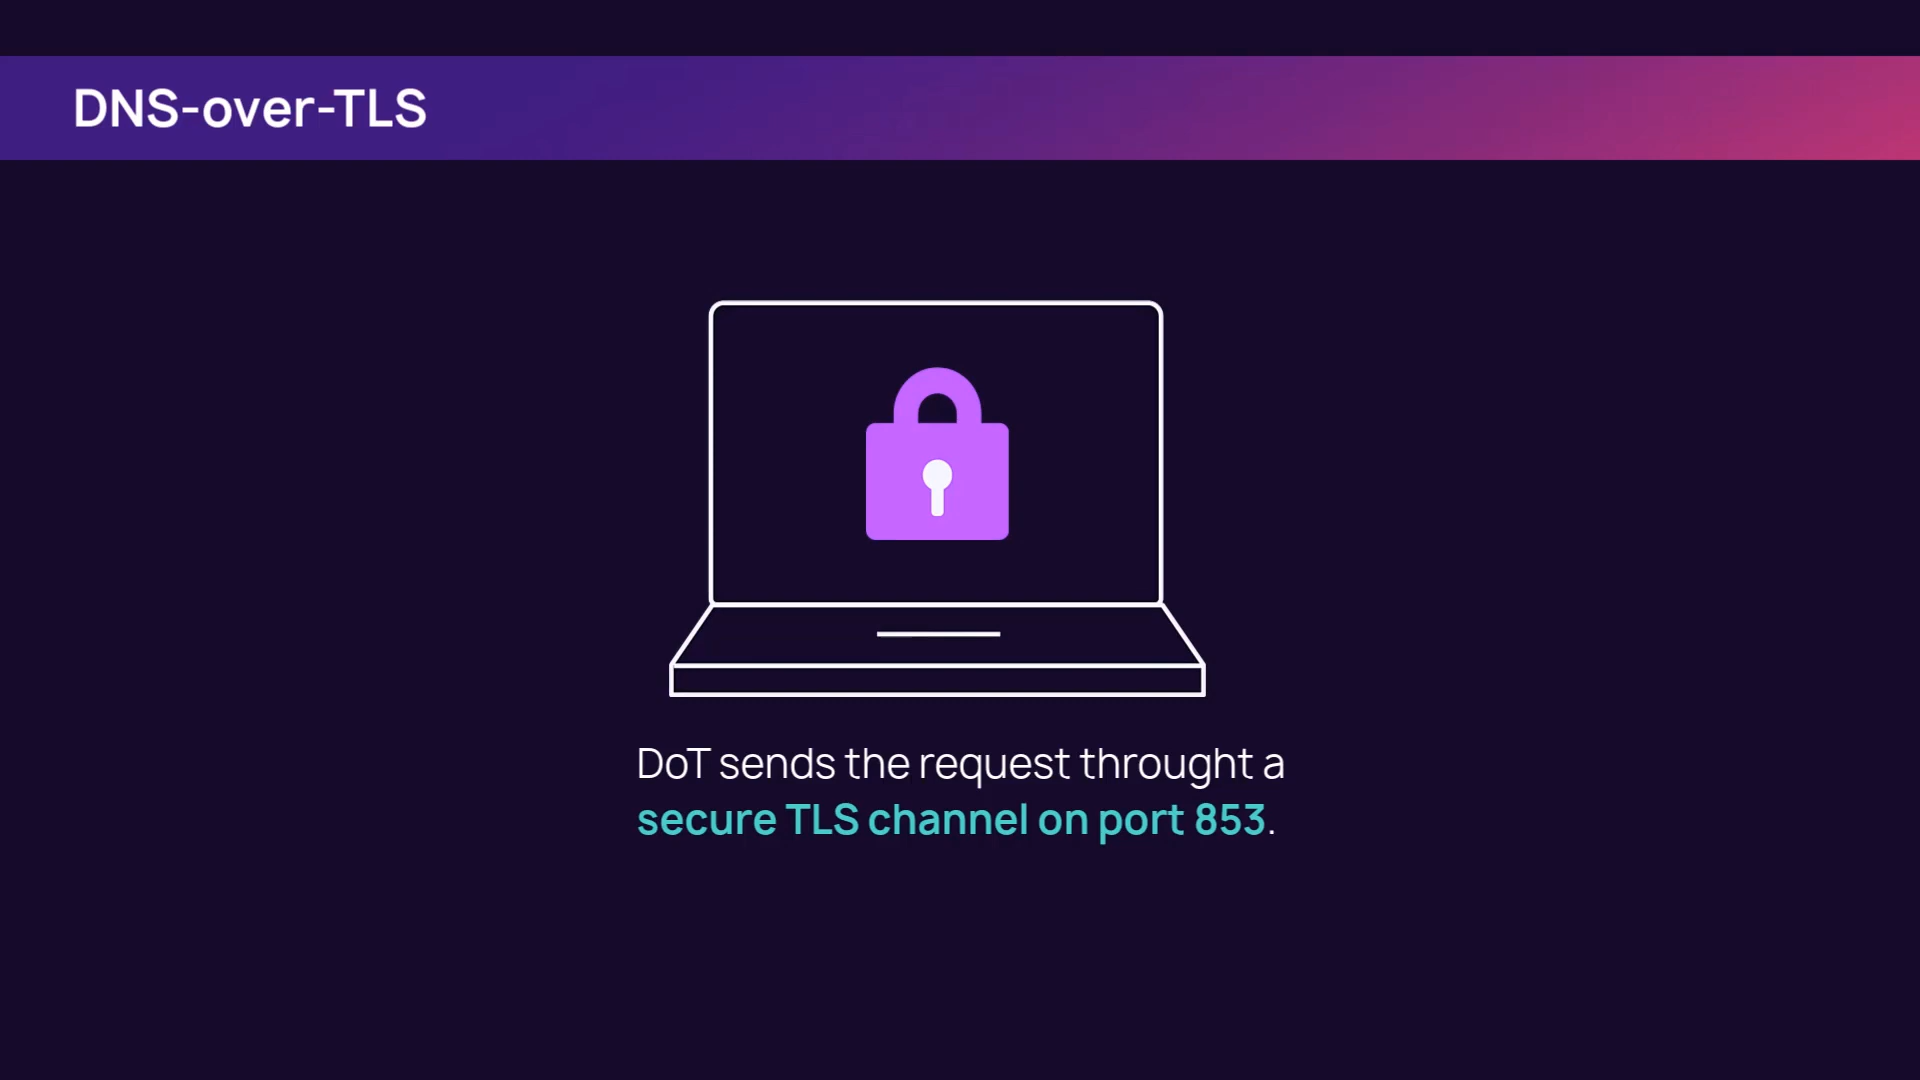 DNS-over-TLS
DoT sends the request throught a
secure TLS channel on port 853.